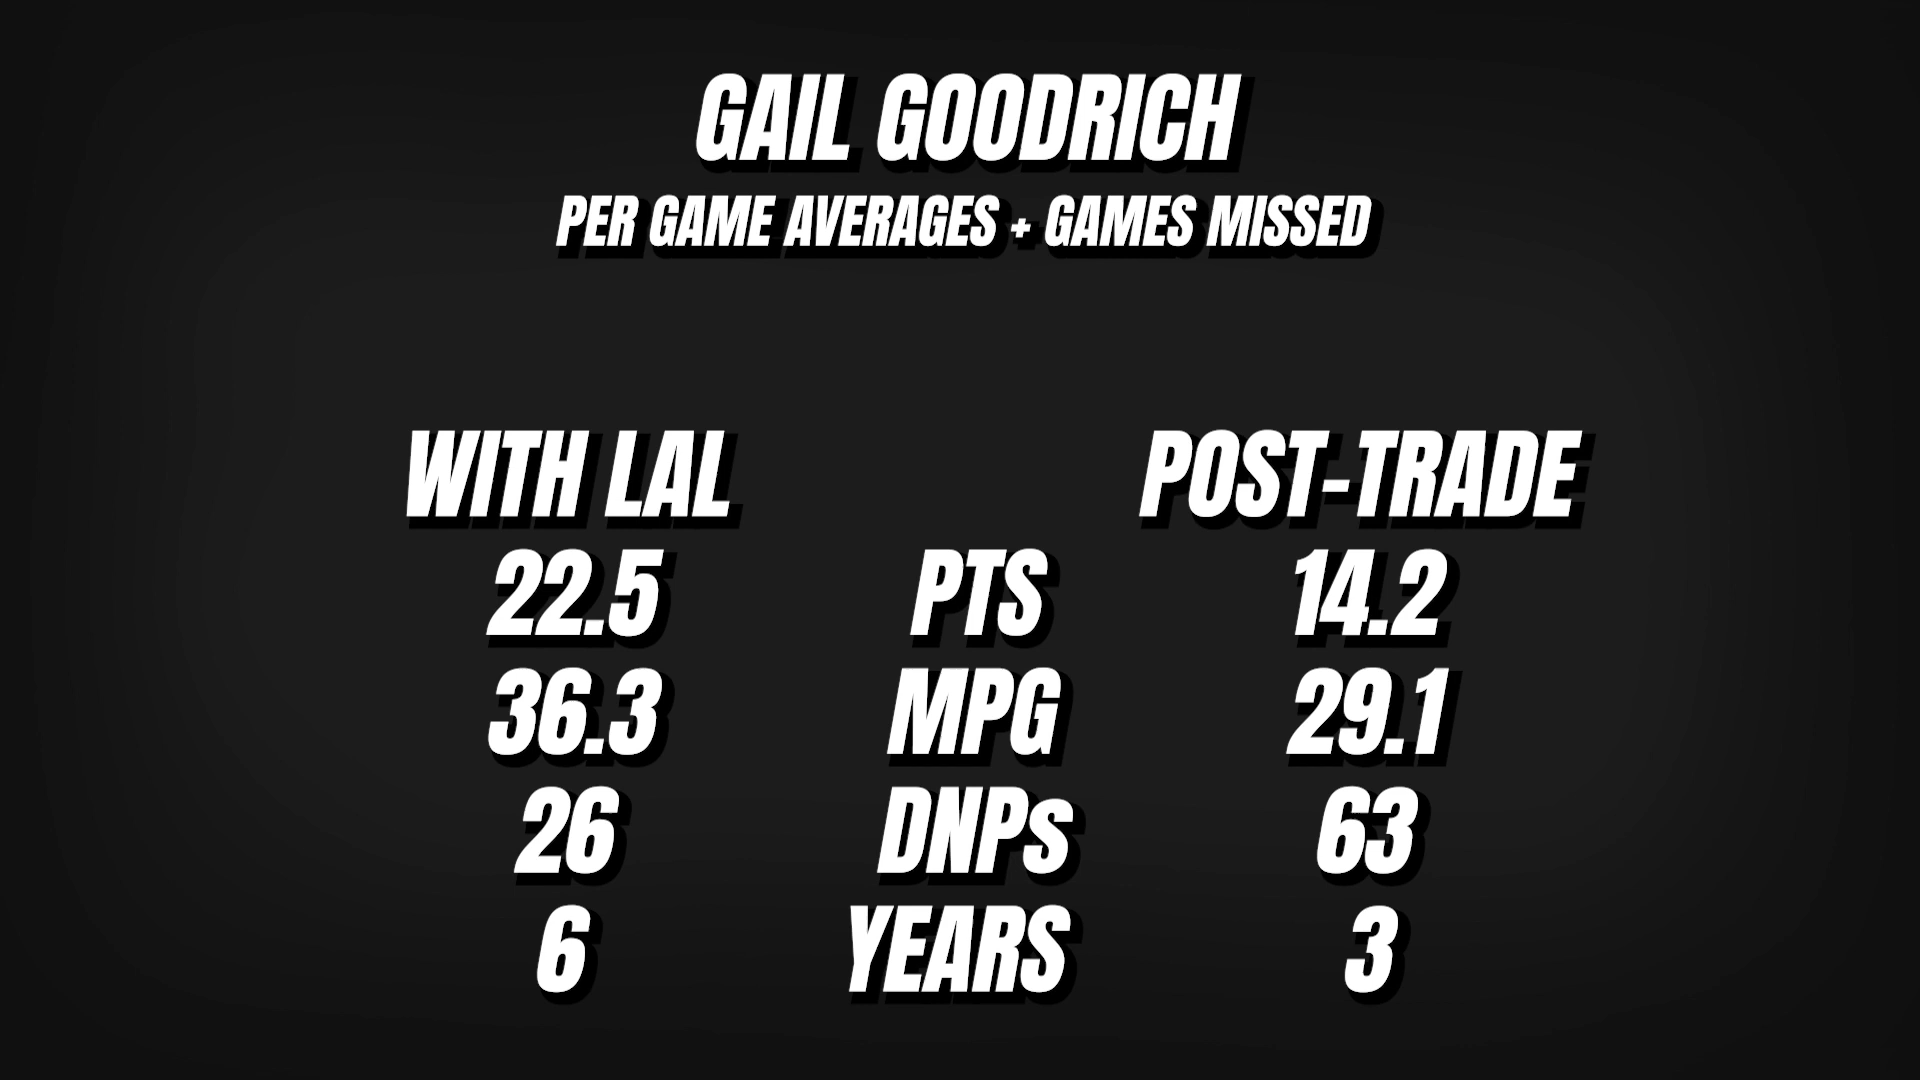 GAIL GOODRICH
PER GAME AVERAGES + GAMES MISSED
WITH LAL POST-TRADE
22.5 PTS 14.2
36.3 MPG 29.1
26 DNPs 63
6 YEARS 3